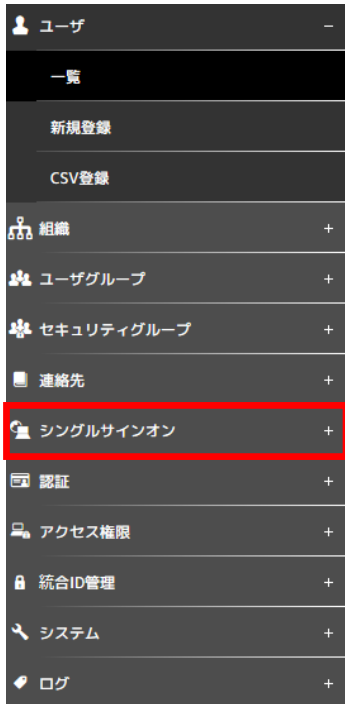 ユーザ
一覧
新規登録
CSV登録
組織
ユーザグループ
セキュリティグループ
連絡先
シングルサインオン
認証
アクセス権限
統合ID管理
システム
ログ